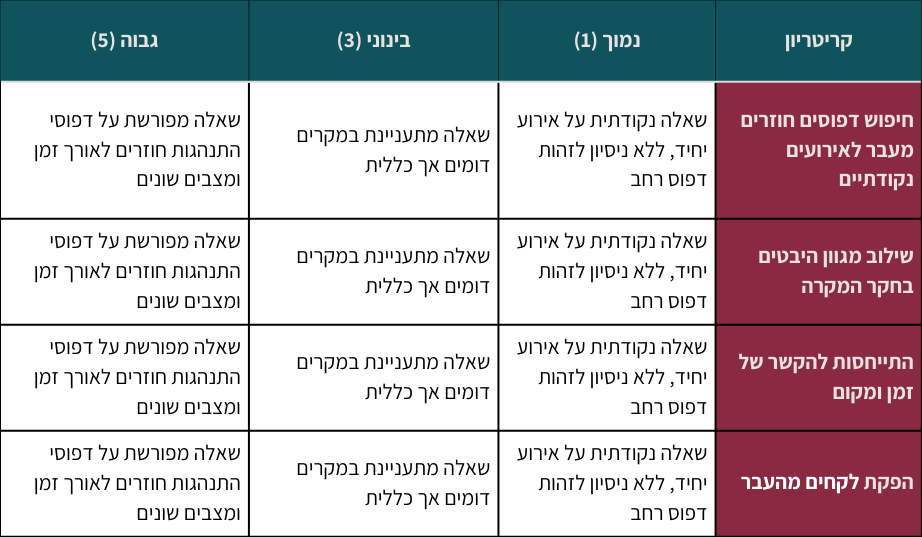 קריטריון
נמוך (1)
בינוני (3)
גבוה (5)
חיפוש דפוסים חוזרים
מעבר לאירועים
נקודתיים
שאלה נקודתית על אירוע
יחיד, ללא ניסיון לזהות
דפוס רחב
שאלה מתעניינת במקרים
דומים אך כללית
שאלה מפורשת על דפוסי
התנהגות חוזרים לאורך זמן
ומצבים שונים
שילוב מגוון היבטים
בחקר המקרה
שאלה נקודתית על אירוע
יחיד, ללא ניסיון לזהות
דפוס רחב
שאלה מתעניינת במקרים
דומים אך כללית
שאלה מפורשת על דפוסי
התנהגות חוזרים לאורך זמן
ומצבים שונים
התייחסות להקשר של
זמן ומקום
שאלה נקודתית על אירוע
יחיד, ללא ניסיון לזהות
דפוס רחב
שאלה מתעניינת במקרים
דומים אך כללית
שאלה מפורשת על דפוסי
התנהגות חוזרים לאורך זמן
ומצבים שונים
הפקת לקחים מהעבר
שאלה נקודתית על אירוע
יחיד, ללא ניסיון לזהות
דפוס רחב
שאלה מתעניינת במקרים
דומים אך כללית
שאלה מפורשת על דפוסי
התנהגות חוזרים לאורך זמן
ומצבים שונים